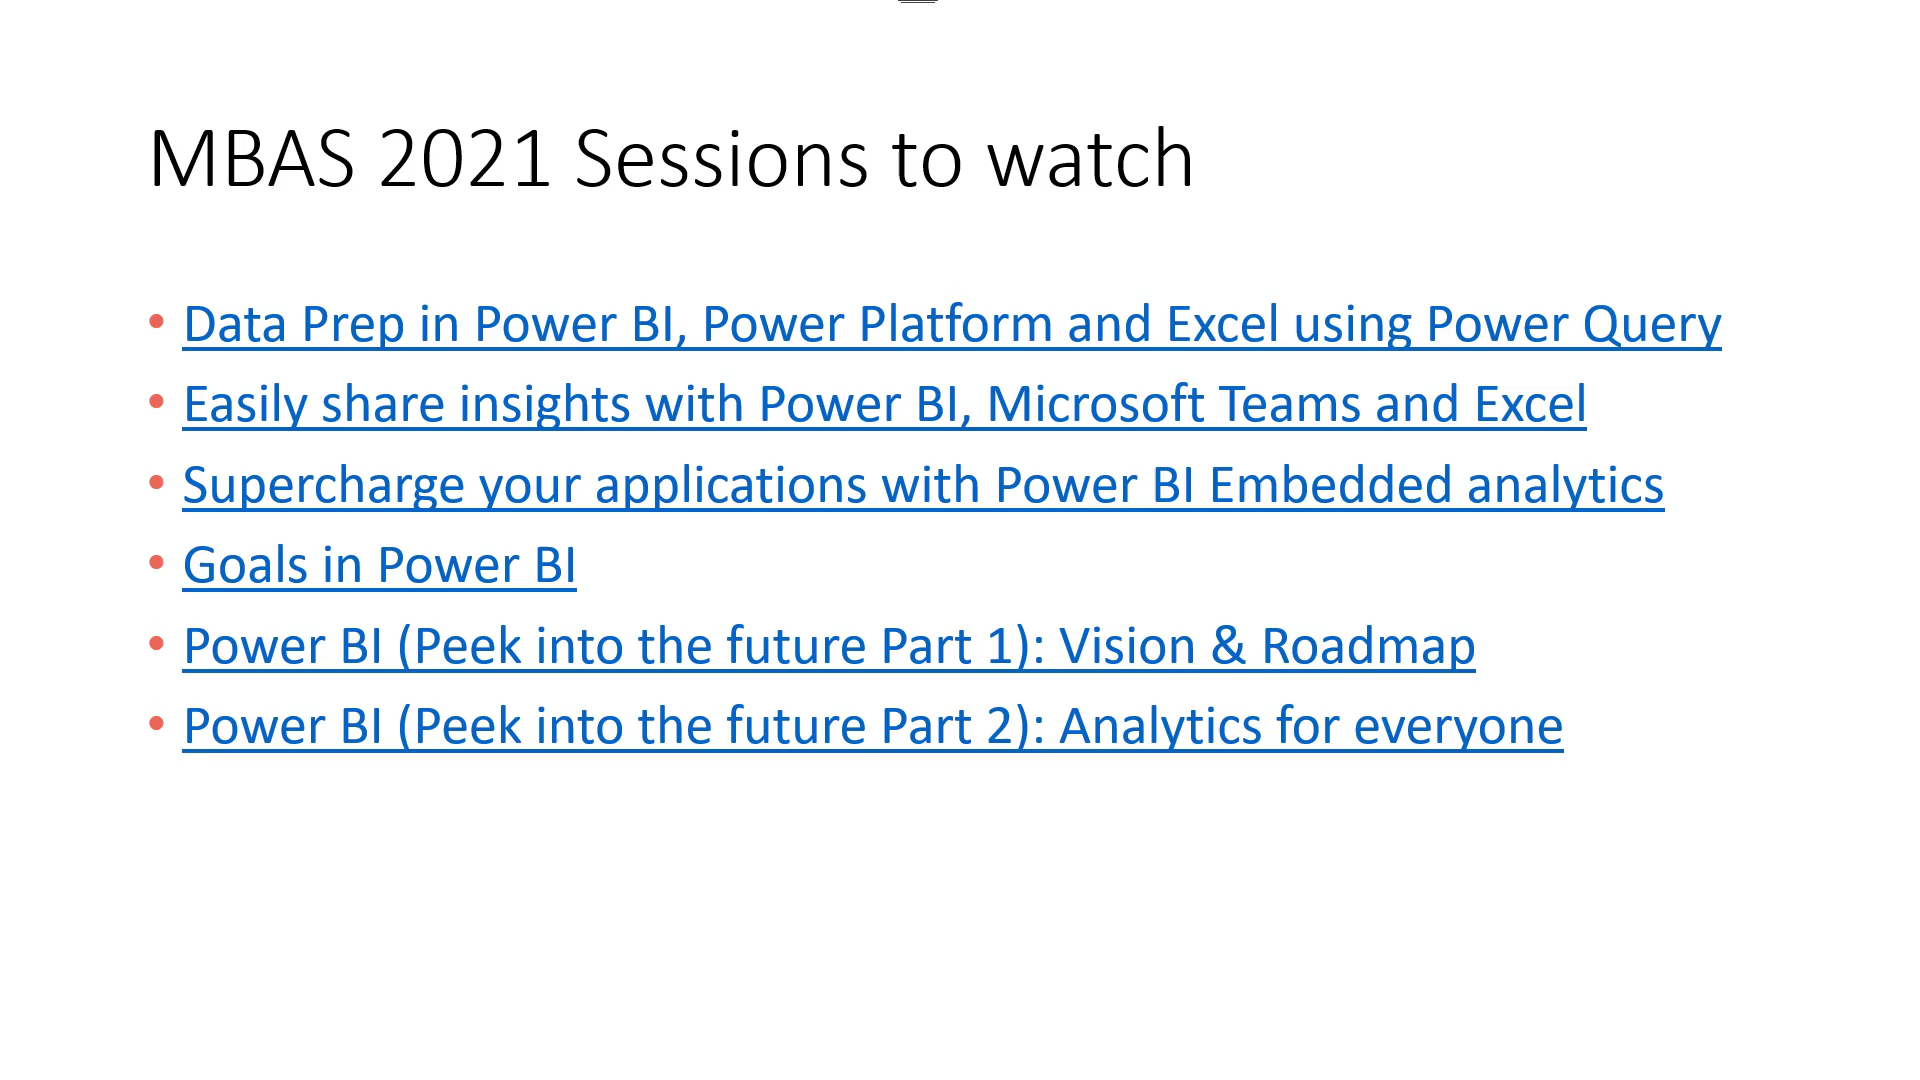 MBAS 2021 Sessions to watch
• Data Prep in Power BI, Power Platform and Excel using Power Query
• Easily share insights with Power BI, Microsoft Teams and Excel
• Supercharge your applications with Power BI Embedded analytics
• Goals in Power BI
• Power BI (Peek into the future Part 1): Vision & Roadmap
• Power BI (Peek into the future Part 2): Analytics for everyone